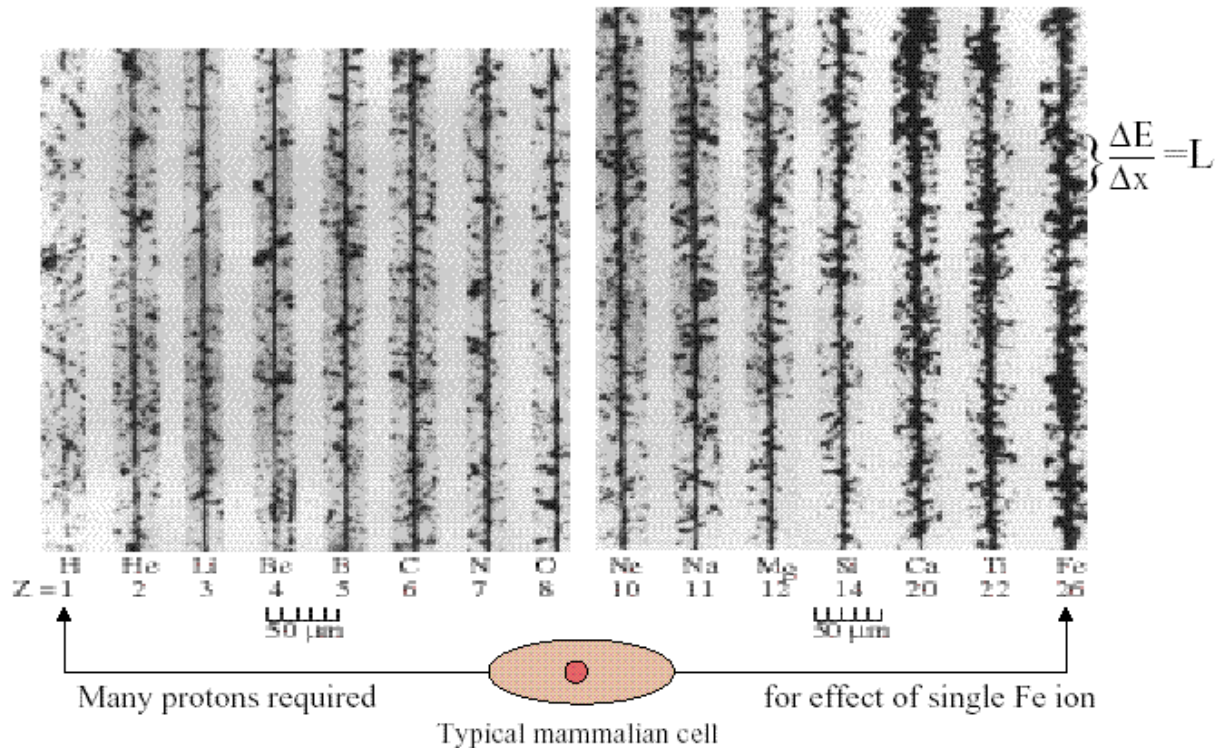 ΔE
Δx
=L
H He Li Be B C N O Ne Na Mg Si Ca Ti Fe
Z = 1 2 3 4 5 6 7 8 10 11 12 14 20 22 26
50 μm 50 μm
Many protons required for effect of single Fe ion
Typical mammalian cell